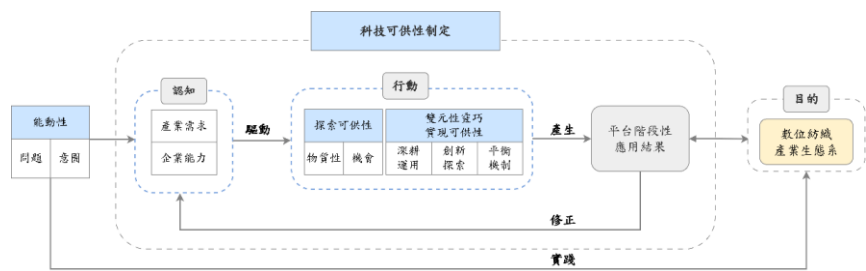 科技可供性制定
認知
行動
目的
能動性
問題
意圖
產業需求
企業能力
驅動
探索可供性
物質性
機會
雙元性靈巧
實現可供性
深耕
運用
創新
探索
平衡
機制
產生
平台階段性
應用結果
數位紡織
產業生態系
修正
實踐